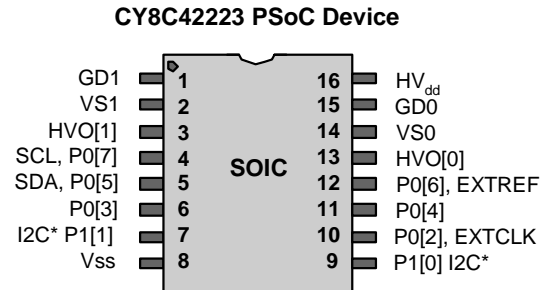 CY8C42223 PSoC Device
GD1 1 16 HVdd
VS1 2 15 GD0
HVO[1] 3 14 VS0
SCL, P0[7] 4 13 HVO[0]
SOIC
SDA, P0[5] 5 12 P0[6], EXTREF
P0[3] 6 11 P0[4]
I2C* P1[1] 7 10 P0[2], EXTCLK
Vss 8 9 P1[0] I2C*